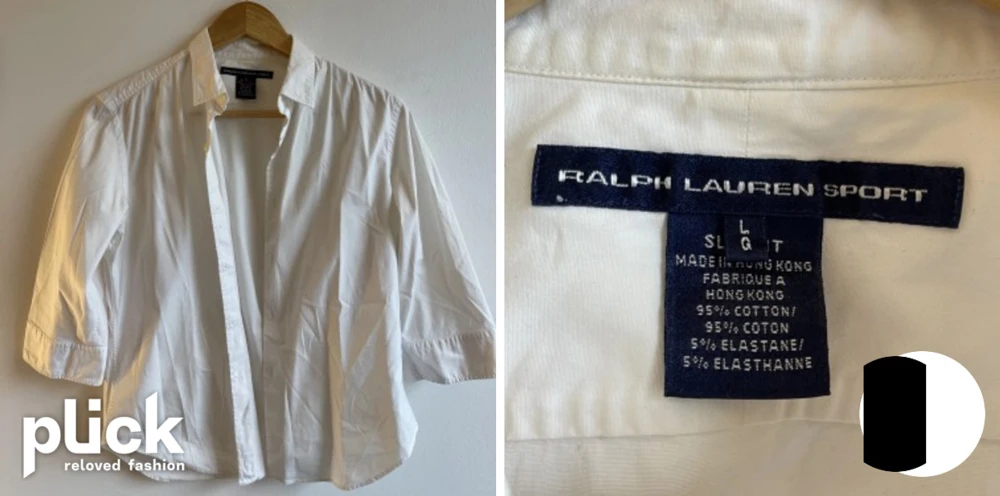 plick
reloved fashion
RALPH LAUREN SPORT
L
G
MADE IN HONG KONG
FABRIQUE A
HONG KONG
95% COTTON/
95% COTON
5% ELASTANE/
5% ELASTHANNE